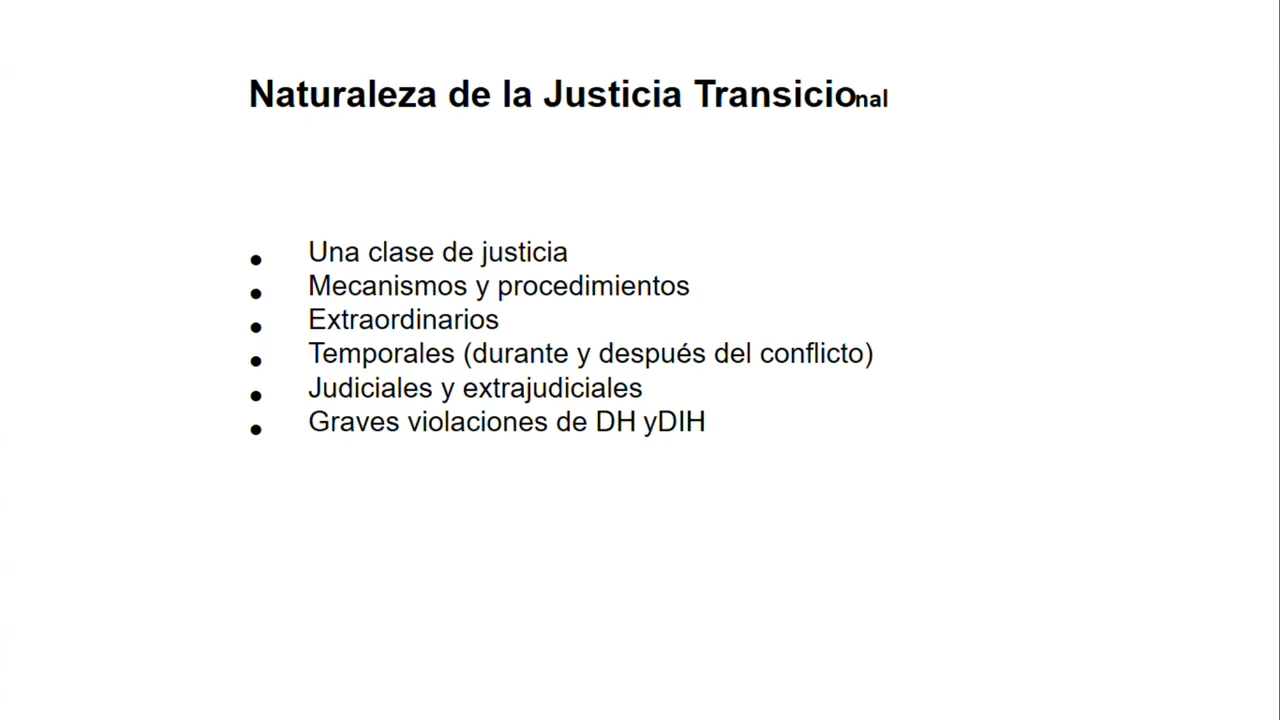 Naturaleza de la Justicia Transicional
• Una clase de justicia
• Mecanismos y procedimientos
• Extraordinarios
• Temporales (durante y después del conflicto)
• Judiciales y extrajudiciales
• Graves violaciones de DH yDIH